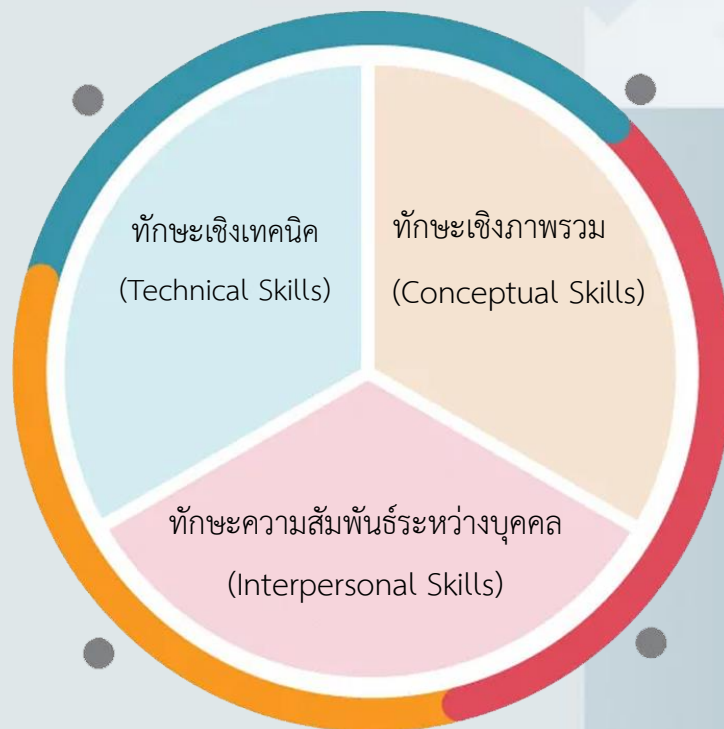 ทักษะเชิงเทคนิค
(Technical Skills)
ทักษะเชิงภาพรวม
(Conceptual Skills)
ทักษะความสัมพันธ์ระหว่างบุคคล
(Interpersonal Skills)